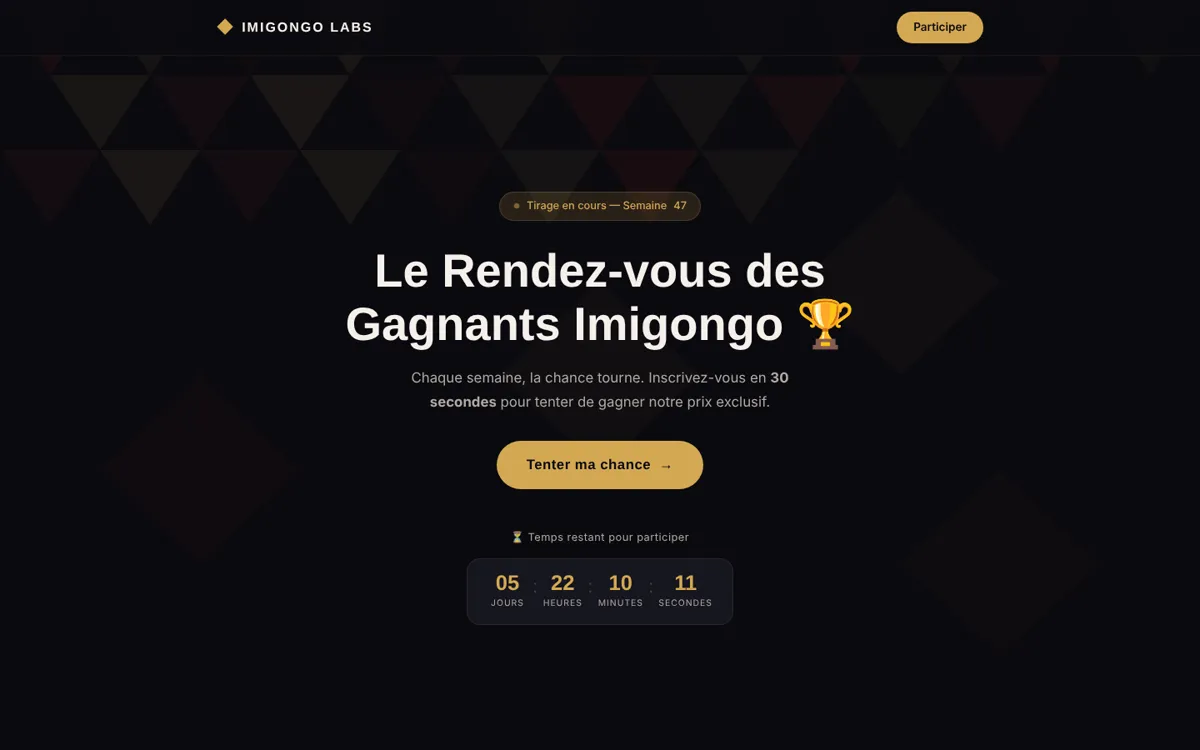 IMIGONGO LABS
Participer
Tirage en cours — Semaine 47
Le Rendez-vous des
Gagnants Imigongo 🏆
Chaque semaine, la chance tourne. Inscrivez-vous en 30
secondes pour tenter de gagner notre prix exclusif.
Tenter ma chance →
⏳ Temps restant pour participer
05 : 22 : 10 : 11
JOURS HEURES MINUTES SECONDES